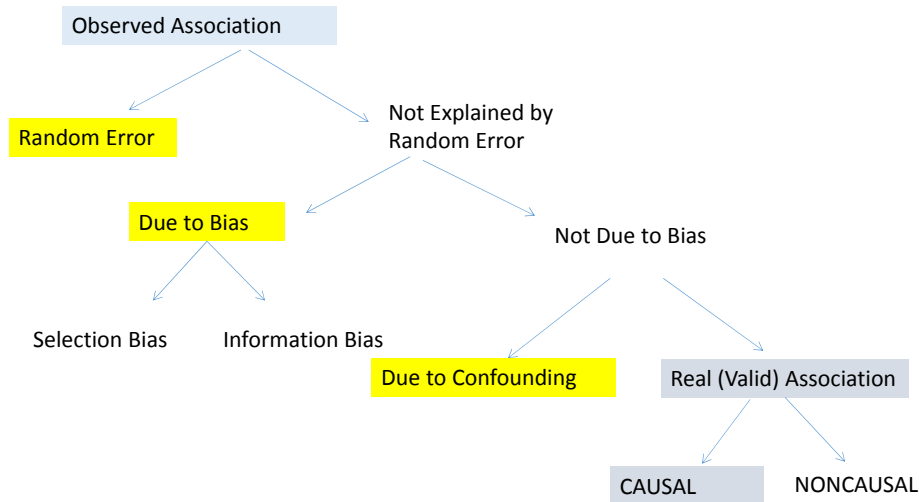 Observed Association
Not Explained by
Random Error
Random Error
Due to Bias
Not Due to Bias
Selection Bias
Information Bias
Due to Confounding
Real (Valid) Association
CAUSAL
NONCAUSAL